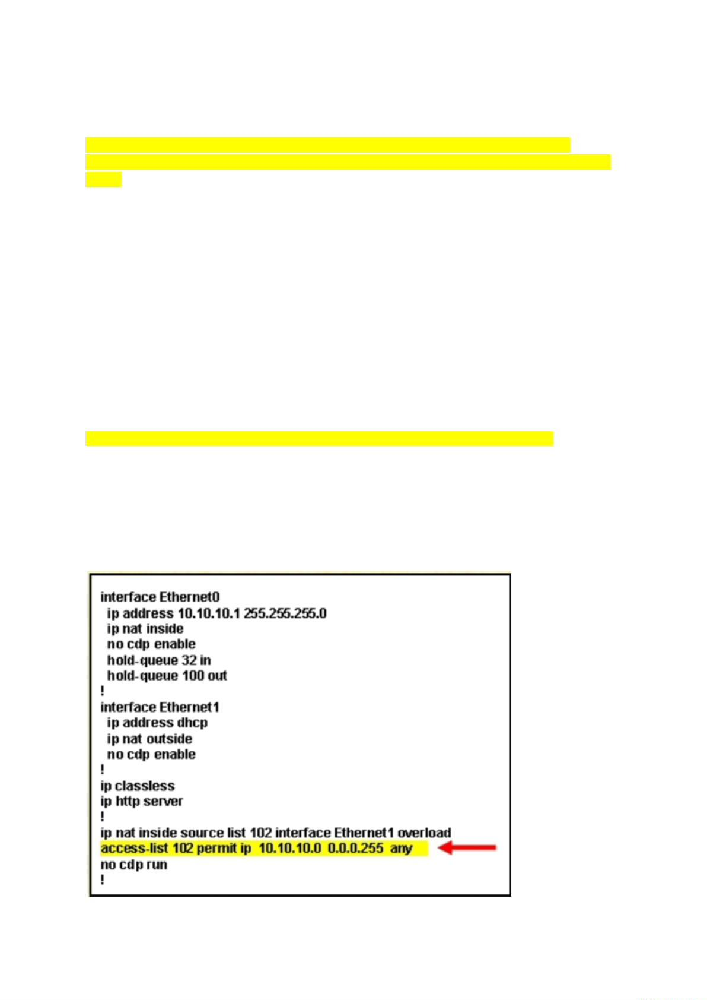 interface Ethernet0
ip address 10.10.10.1 255.255.255.0
ip nat inside
no cdp enable
hold-queue 32 in
hold-queue 100 out
!
interface Ethernet1
ip address dhcp
ip nat outside
no cdp enable
!
ip classless
ip http server
!
ip nat inside source list 102 interface Ethernet1 overload
access-list 102 permit ip 10.10.10.0 0.0.0.255 any
no cdp run
!